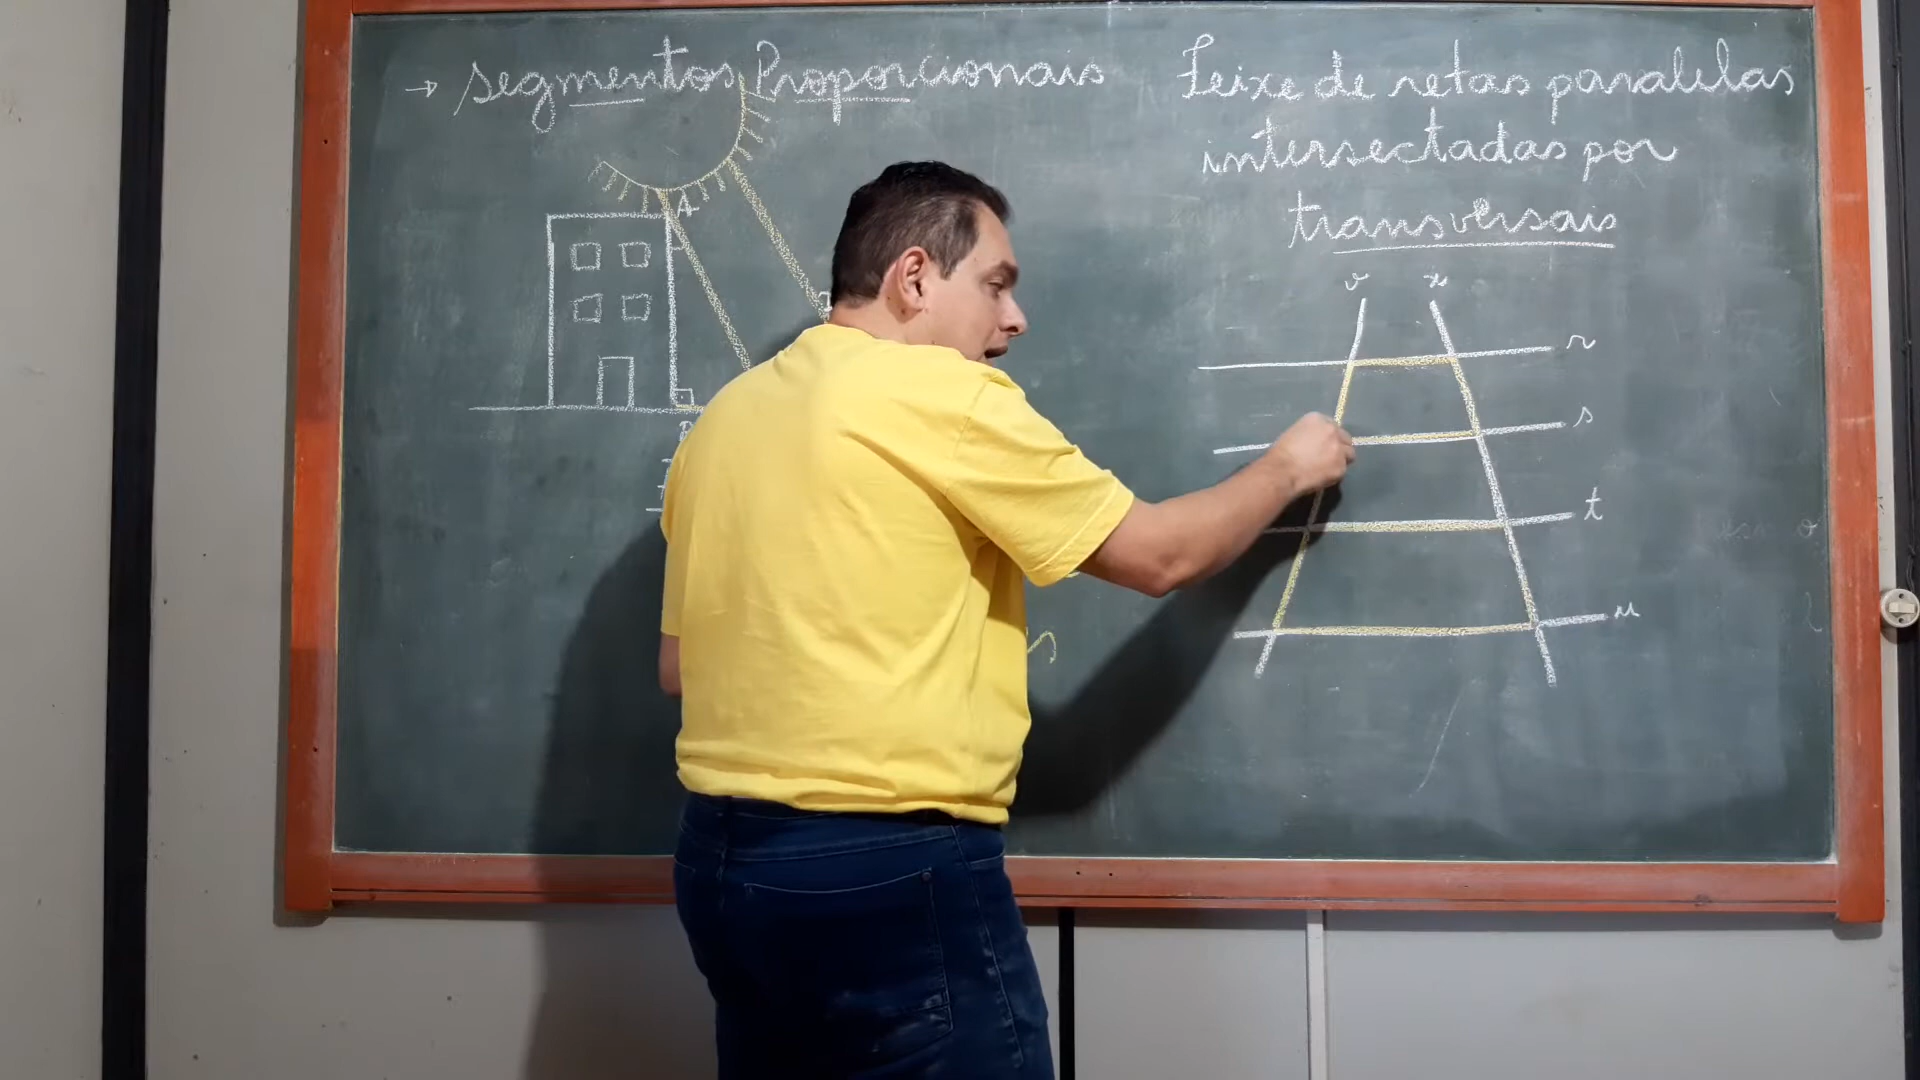 → Segmentos Proporcionais
Feixe de retas paralelas
intersectadas por
transversais
v x
r
s
t
u
A
B